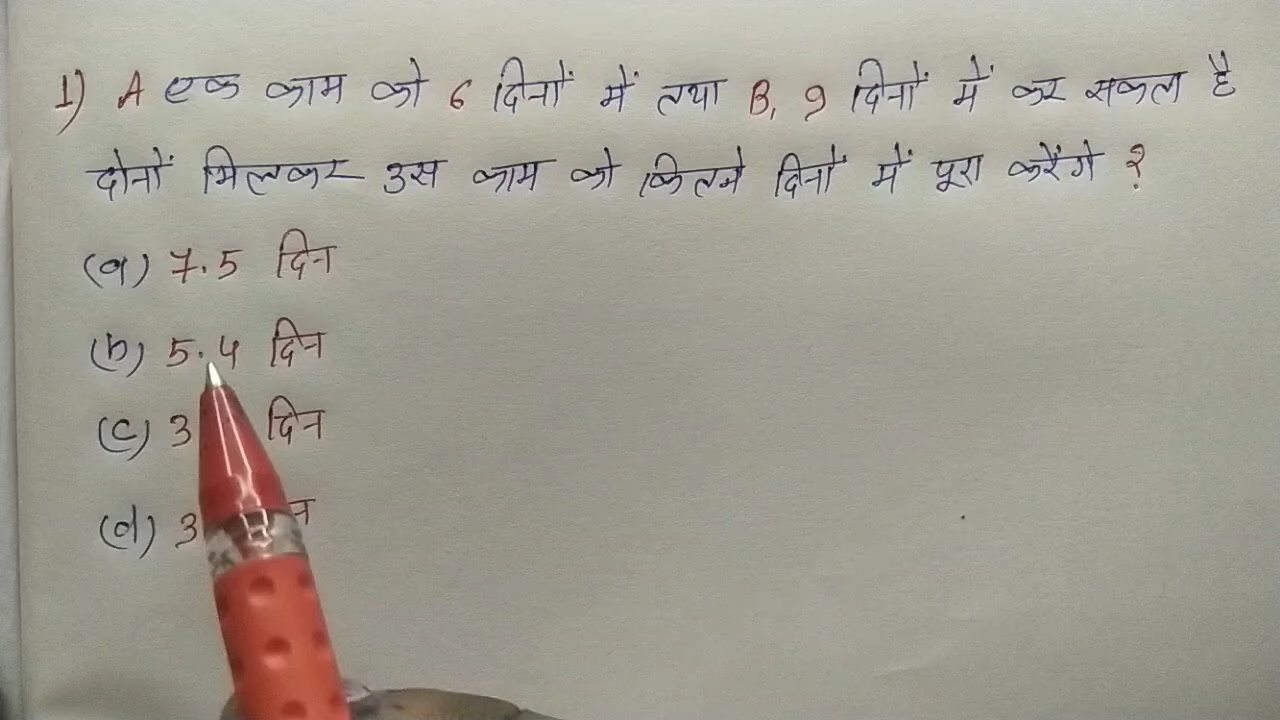 1) A एक काम को 6 दिनों में तथा B, 9 दिनों में कर सकता है
दोनों मिलकर उस काम को कितने दिनों में पूरा करेंगे ?
(a) 7.5 दिन
(b) 5.4 दिन
(c) 3 दिन
(d) 3 न